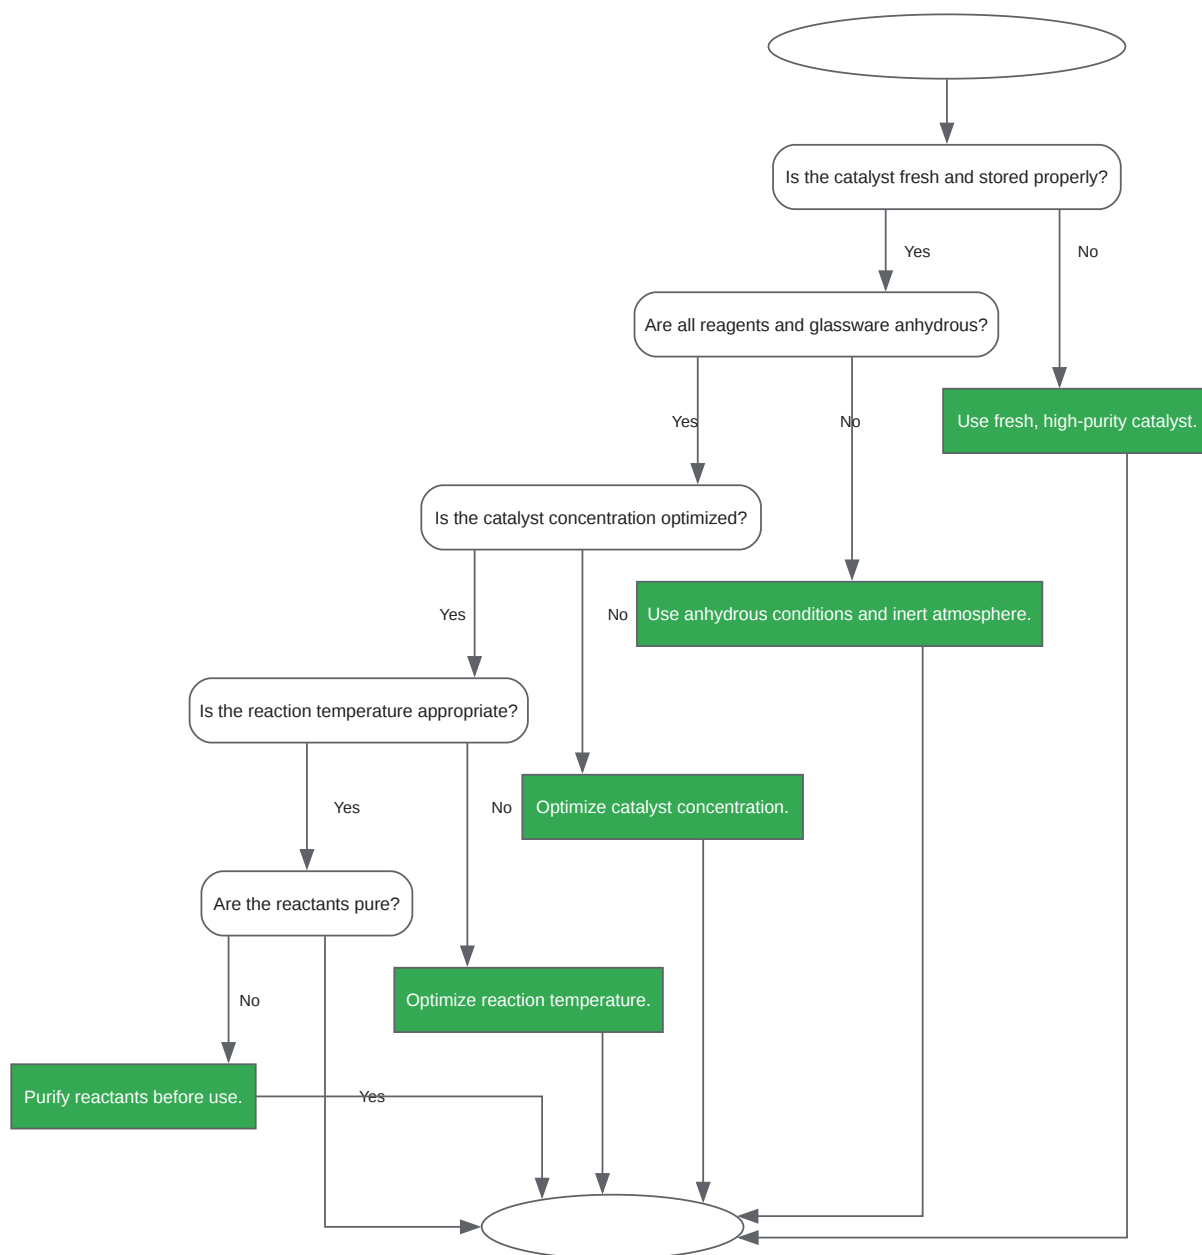 Is the catalyst fresh and stored properly?
Yes
No
Are all reagents and glassware anhydrous?
Yes
No
Use fresh, high-purity catalyst.
Is the catalyst concentration optimized?
Yes
No
Use anhydrous conditions and inert atmosphere.
Is the reaction temperature appropriate?
Yes
No
Optimize catalyst concentration.
Are the reactants pure?
No
Optimize reaction temperature.
Purify reactants before use.
Yes